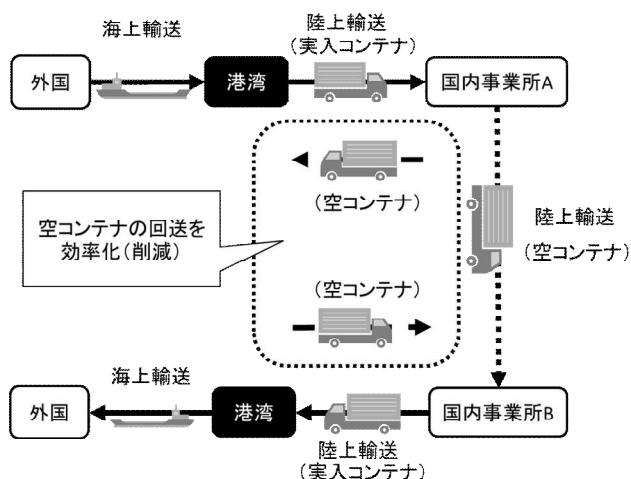 海上輸送
陸上輸送
（実入コンテナ）
外国
港湾
国内事業所A
（空コンテナ）
空コンテナの回送を
効率化（削減）
陸上輸送
（空コンテナ）
（空コンテナ）
海上輸送
外国
港湾
国内事業所B
陸上輸送
（実入コンテナ）